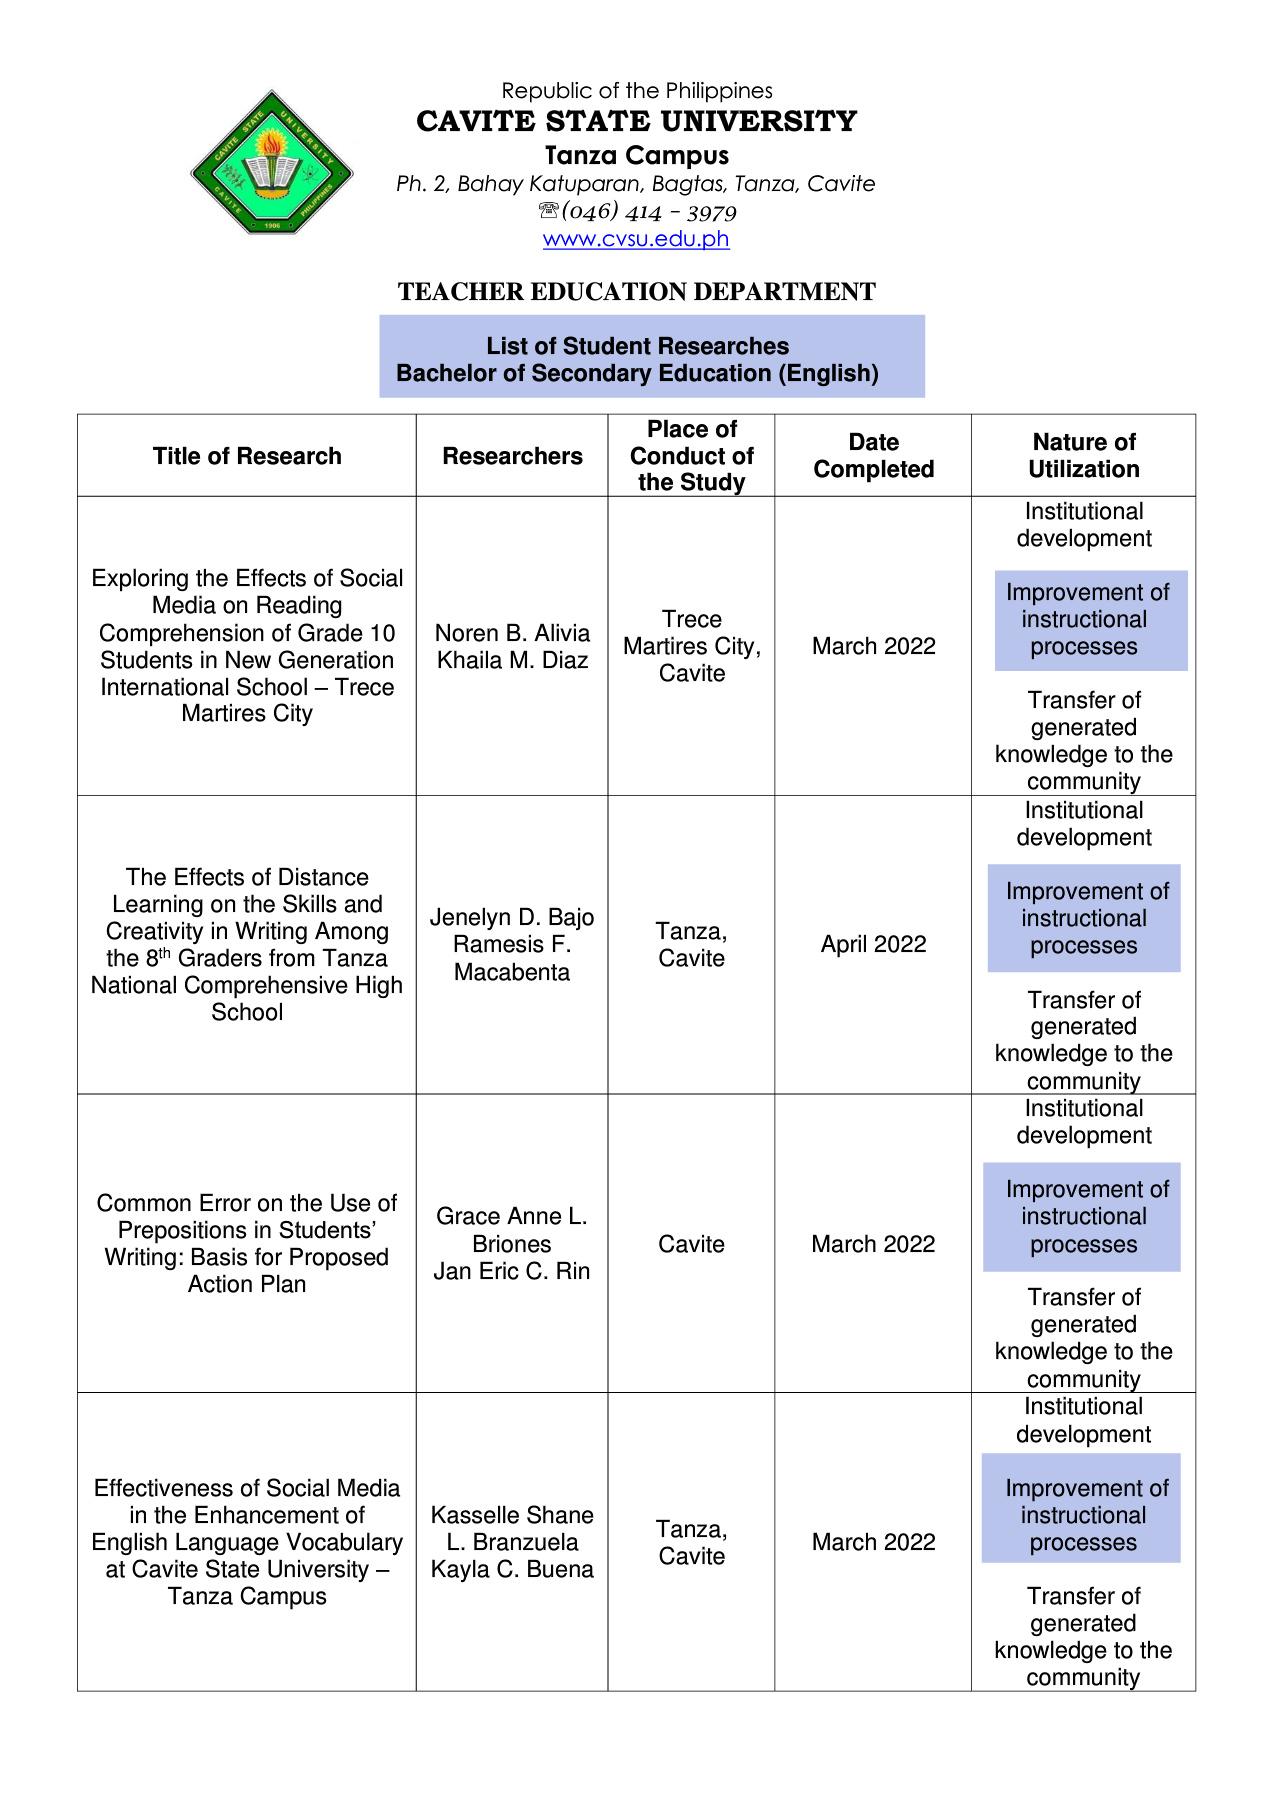 CAVITE STATE UNIVERSITY
CAVITE
PHILIPPINES
1906
Republic of the Philippines
CAVITE STATE UNIVERSITY
Tanza Campus
Ph. 2, Bahay Katuparan, Bagtas, Tanza, Cavite
☏(046) 414 - 3979
www.cvsu.edu.ph
TEACHER EDUCATION DEPARTMENT
List of Student Researches
Bachelor of Secondary Education (English)
Title of Research
Researchers
Place of
Conduct of
the Study
Date
Completed
Nature of
Utilization
Exploring the Effects of Social
Media on Reading
Comprehension of Grade 10
Students in New Generation
International School – Trece
Martires City
Noren B. Alivia
Khaila M. Diaz
Trece
Martires City,
Cavite
March 2022
Institutional
development
Improvement of
instructional
processes
Transfer of
generated
knowledge to the
community
The Effects of Distance
Learning on the Skills and
Creativity in Writing Among
the 8th Graders from Tanza
National Comprehensive High
School
Jenelyn D. Bajo
Ramesis F.
Macabenta
Tanza,
Cavite
April 2022
Institutional
development
Improvement of
instructional
processes
Transfer of
generated
knowledge to the
community
Common Error on the Use of
Prepositions in Students’
Writing: Basis for Proposed
Action Plan
Grace Anne L.
Briones
Jan Eric C. Rin
Cavite
March 2022
Institutional
development
Improvement of
instructional
processes
Transfer of
generated
knowledge to the
community
Effectiveness of Social Media
in the Enhancement of
English Language Vocabulary
at Cavite State University –
Tanza Campus
Kasselle Shane
L. Branzuela
Kayla C. Buena
Tanza,
Cavite
March 2022
Institutional
development
Improvement of
instructional
processes
Transfer of
generated
knowledge to the
community